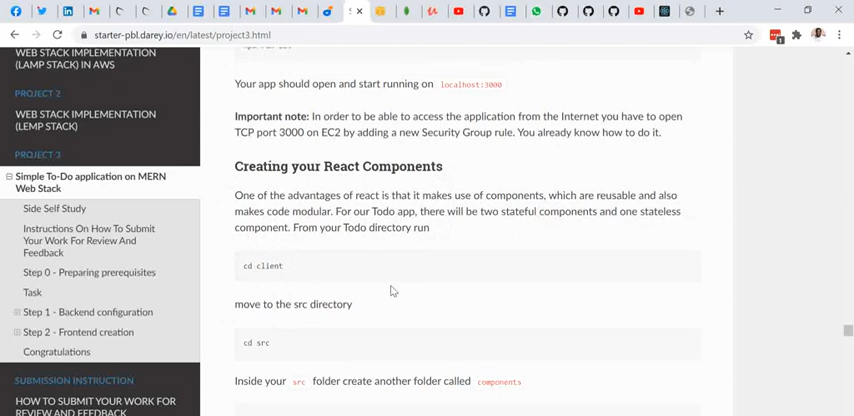 starter-pbl.darey.io/en/latest/project3.html
WEB STACK IMPLEMENTATION
(LAMP STACK) IN AWS
PROJECT 2
WEB STACK IMPLEMENTATION
(LEMP STACK)
PROJECT 3
Simple To-Do application on MERN
Web Stack
Side Self Study
Instructions On How To Submit
Your Work For Review And
Feedback
Step 0 - Preparing prerequisites
Task
Step 1 - Backend configuration
Step 2 - Frontend creation
Congratulations
SUBMISSION INSTRUCTION
HOW TO SUBMIT YOUR WORK FOR
REVIEW AND FEEDBACK
Your app should open and start running on localhost:3000
Important note: In order to be able to access the application from the Internet you have to open
TCP port 3000 on EC2 by adding a new Security Group rule. You already know how to do it.
Creating your React Components
One of the advantages of react is that it makes use of components, which are reusable and also
makes code modular. For our Todo app, there will be two stateful components and one stateless
component. From your Todo directory run
cd client
move to the src directory
cd src
Inside your src folder create another folder called components